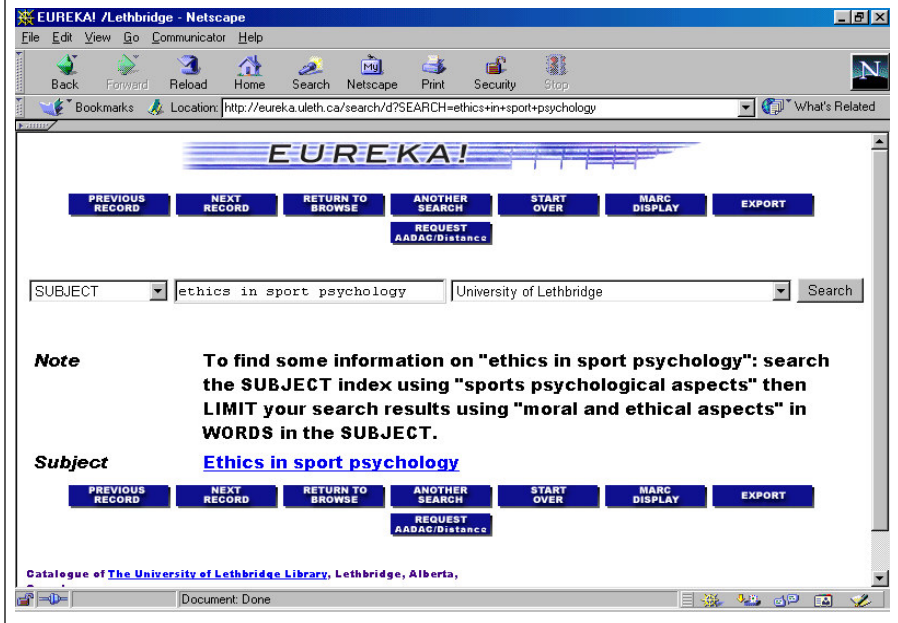 EUREKA! /Lethbridge - Netscape
File Edit View Go Communicator Help
Back Forward Reload Home Search Netscape Print Security Stop
My
N
Bookmarks Location: http://eureka.uleth.ca/search/d?SEARCH=ethics+in+sport+psychology What's Related
EUREKA!
PREVIOUS RECORD NEXT RECORD RETURN TO BROWSE ANOTHER SEARCH START OVER MARC DISPLAY EXPORT
REQUEST AADAC/Distance
SUBJECT ethics in sport psychology University of Lethbridge Search
Note To find some information on "ethics in sport psychology": search
the SUBJECT index using "sports psychological aspects" then
LIMIT your search results using "moral and ethical aspects" in
WORDS in the SUBJECT.
Subject Ethics in sport psychology
PREVIOUS RECORD NEXT RECORD RETURN TO BROWSE ANOTHER SEARCH START OVER MARC DISPLAY EXPORT
REQUEST AADAC/Distance
Catalogue of The University of Lethbridge Library, Lethbridge, Alberta,
Document: Done